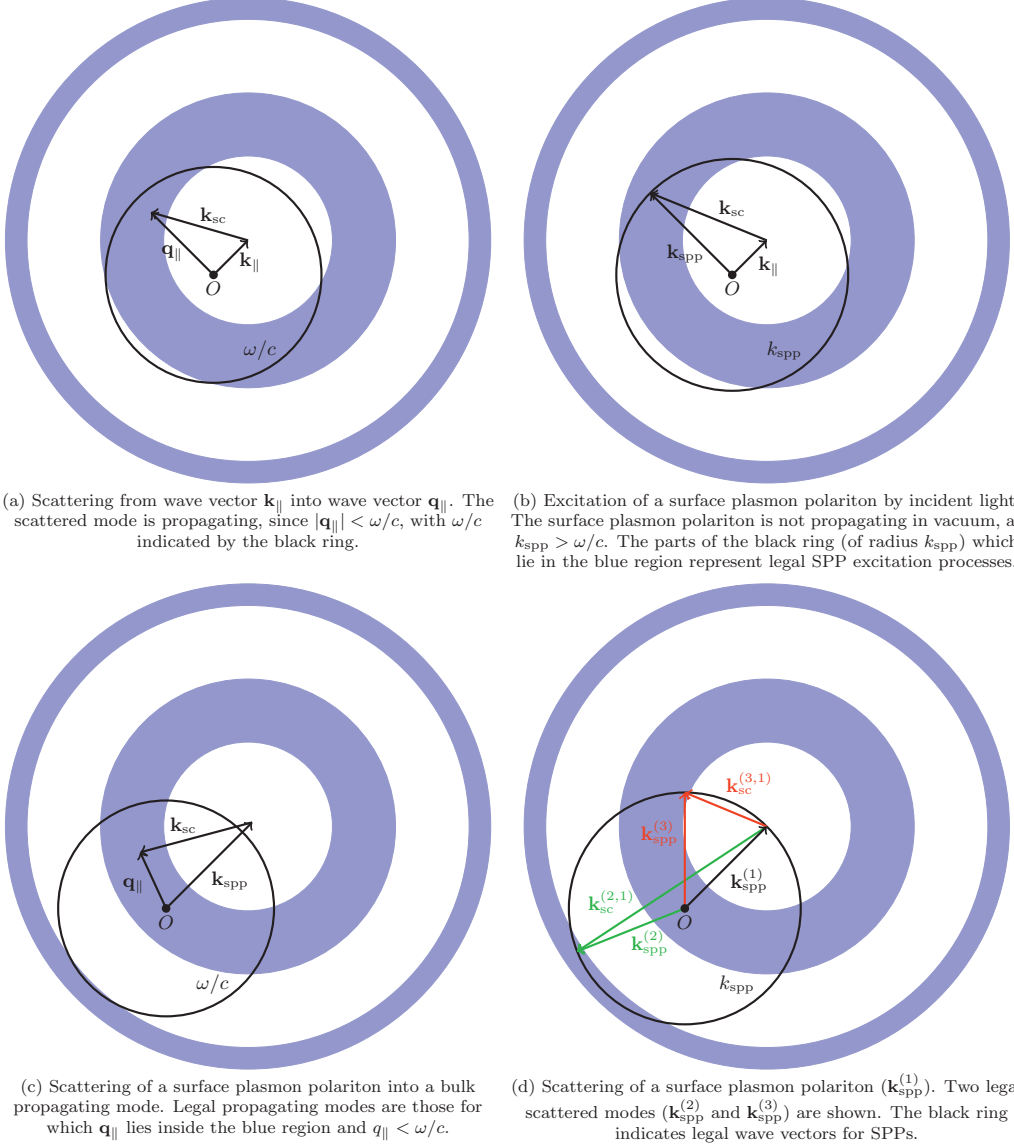 k_sc
q_∥
k_∥
O
ω/c
k_sc
k_spp
k_∥
O
k_spp
(a) Scattering from wave vector k_∥ into wave vector q_∥. The
scattered mode is propagating, since |q_∥| < ω/c, with ω/c
indicated by the black ring.
(b) Excitation of a surface plasmon polariton by incident light
The surface plasmon polariton is not propagating in vacuum, a
k_spp > ω/c. The parts of the black ring (of radius k_spp) which
lie in the blue region represent legal SPP excitation processes.
k_sc
q_∥
k_spp
O
ω/c
k_sc^(3,1)
k_spp^(3)
k_spp^(1)
k_sc^(2,1)
k_spp^(2)
O
k_spp
(c) Scattering of a surface plasmon polariton into a bulk
propagating mode. Legal propagating modes are those for
which q_∥ lies inside the blue region and q_∥ < ω/c.
(d) Scattering of a surface plasmon polariton (k_spp^(1)). Two lega
scattered modes (k_spp^(2) and k_spp^(3)) are shown. The black ring
indicates legal wave vectors for SPPs.